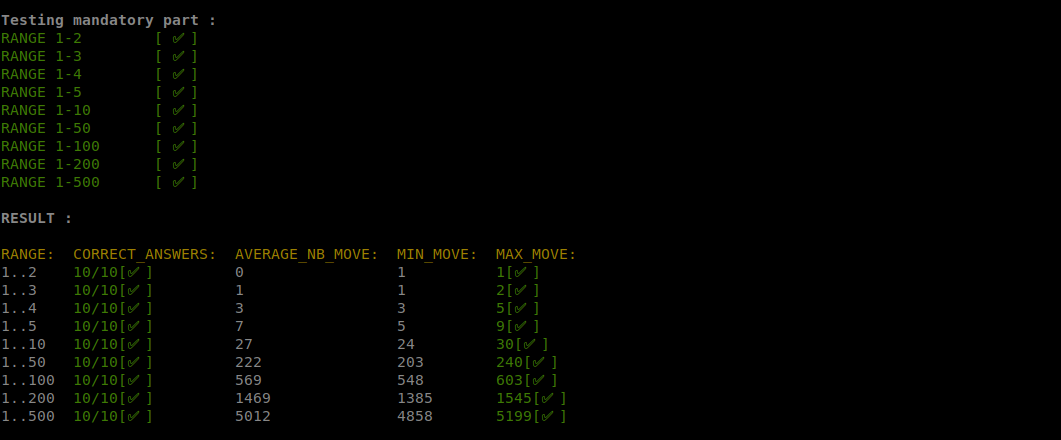 Testing mandatory part :
RANGE 1-2 [ ✅ ]
RANGE 1-3 [ ✅ ]
RANGE 1-4 [ ✅ ]
RANGE 1-5 [ ✅ ]
RANGE 1-10 [ ✅ ]
RANGE 1-50 [ ✅ ]
RANGE 1-100 [ ✅ ]
RANGE 1-200 [ ✅ ]
RANGE 1-500 [ ✅ ]
RESULT :
RANGE: CORRECT_ANSWERS: AVERAGE_NB_MOVE: MIN_MOVE: MAX_MOVE:
1..2 10/10[✅ ] 0 1 1[✅ ]
1..3 10/10[✅ ] 1 1 2[✅ ]
1..4 10/10[✅ ] 3 3 5[✅ ]
1..5 10/10[✅ ] 7 5 9[✅ ]
1..10 10/10[✅ ] 27 24 30[✅ ]
1..50 10/10[✅ ] 222 203 240[✅ ]
1..100 10/10[✅ ] 569 548 603[✅ ]
1..200 10/10[✅ ] 1469 1385 1545[✅ ]
1..500 10/10[✅ ] 5012 4858 5199[✅ ]